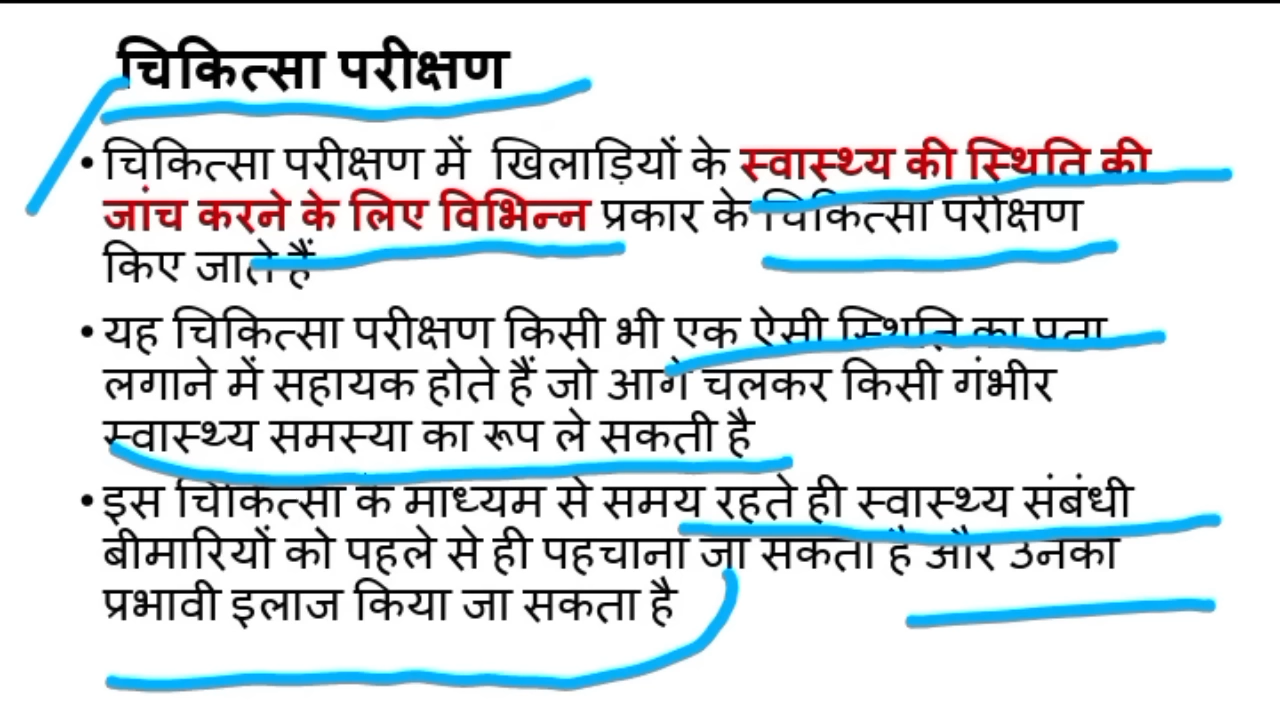 चिकित्सा परीक्षण
• चिकित्सा परीक्षण में खिलाड़ियों के स्वास्थ्य की स्थिति की
जांच करने के लिए विभिन्न प्रकार के चिकित्सा परीक्षण
किए जाते हैं
• यह चिकित्सा परीक्षण किसी भी एक ऐसी स्थिति का पता
लगाने में सहायक होते हैं जो आगे चलकर किसी गंभीर
स्वास्थ्य समस्या का रूप ले सकती है
• इस चिकित्सा के माध्यम से समय रहते ही स्वास्थ्य संबंधी
बीमारियों को पहले से ही पहचाना जा सकता है और उनका
प्रभावी इलाज किया जा सकता है